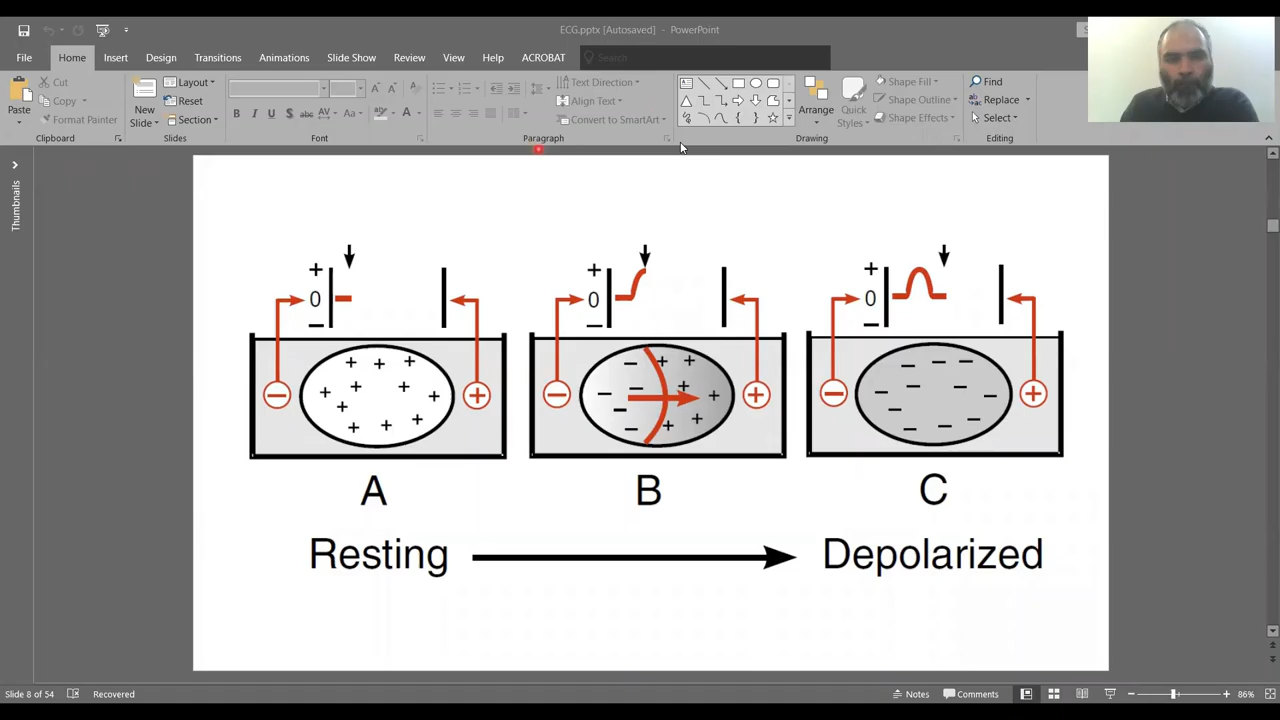 ECG.pptx [Autosaved] - PowerPoint
File Home Insert Design Transitions Animations Slide Show Review View Help ACROBAT Search
Cut
Copy
Format Painter
Paste
Clipboard
New Slide
Layout
Reset
Section
Slides
Font
Text Direction
Align Text
Convert to SmartArt
Paragraph
Arrange
Quick Styles
Shape Fill
Shape Outline
Shape Effects
Drawing
Find
Replace
Select
Editing
Thumbnails
+ + +
0 0 0
− − −
A B C
Resting Depolarized
Slide 8 of 54 Recovered Notes Comments 86%